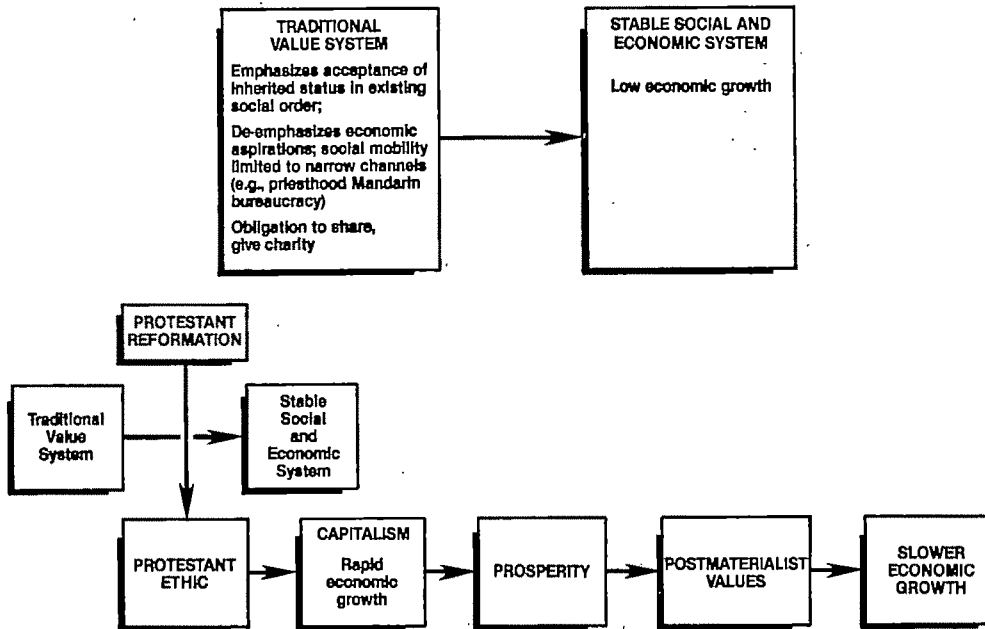 TRADITIONAL
VALUE SYSTEM
Emphasizes acceptance of
inherited status in existing
social order;
De-emphasizes economic
aspirations; social mobility
limited to narrow channels
(e.g., priesthood Mandarin
bureaucracy)
Obligation to share,
give charity
STABLE SOCIAL AND
ECONOMIC SYSTEM
Low economic growth
PROTESTANT
REFORMATION
Traditional
Value
System
Stable
Social
and
Economic
System
PROTESTANT
ETHIC
CAPITALISM
Rapid
economic
growth
PROSPERITY
POSTMATERIALIST
VALUES
SLOWER
ECONOMIC
GROWTH